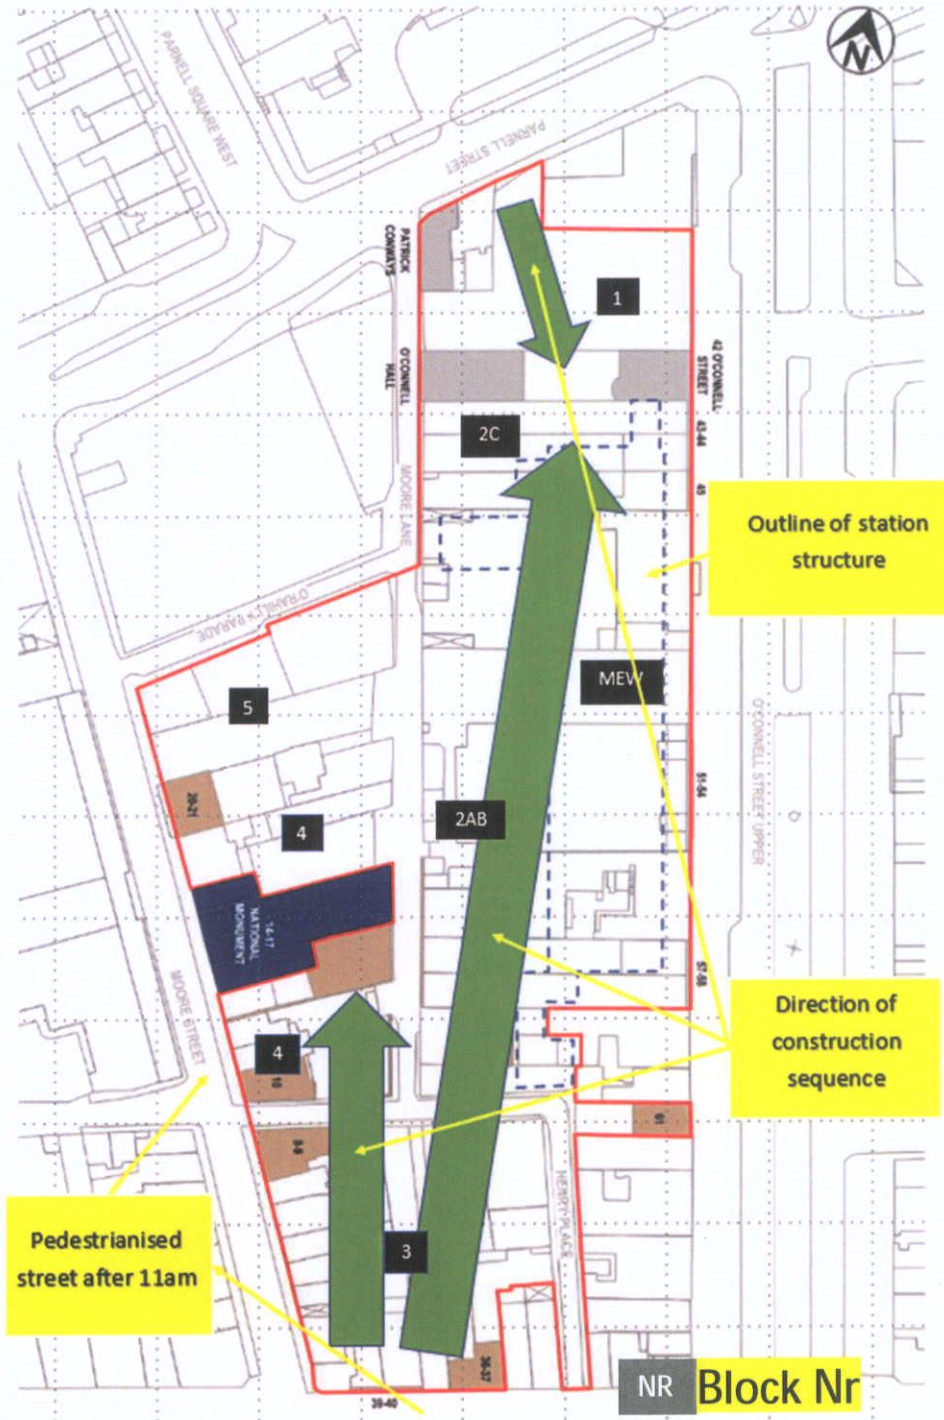 N
PARNELL SQUARE WEST
PARNELL STREET
PATRICK
CONWAYS
1
O'CONNELL
HALL
42 O'CONNELL
STREET
2C
43-44
45
MOORE LANE
Outline of station
structure
O'RAHILLY PARADE
MEW
5
O'CONNELL STREET UPPER
20-21
51-54
2AB
4
14-17
NATIONAL
MONUMENT
57-58
MOORE STREET
Direction of
construction
sequence
4
10
61
8-9
HENRY PLACE
Pedestrianised
street after 11am
3
36-37
39-40
NR
Block Nr